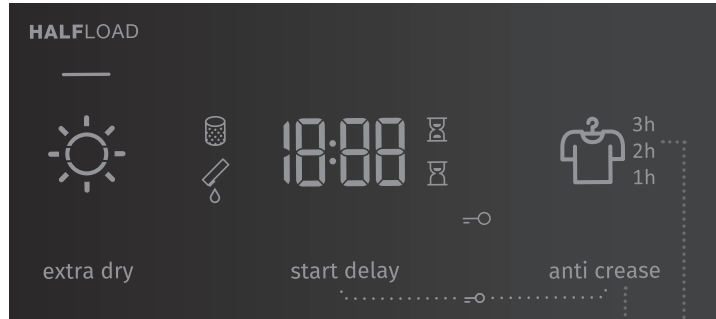 HALFLOAD
18:88
3h
2h
1h
extra dry
start delay
anti crease